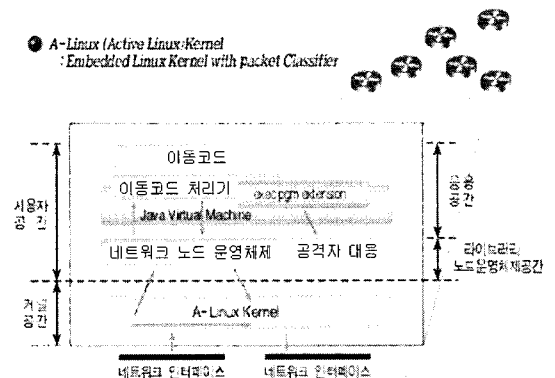 A-Linux (Active Linux) Kernel
: Embedded Linux Kernel with packet Classifier
이동코드
이동코드 처리기
exec pgm extension
Java Virtual Machine
네트워크 노드 운영체제
공격자 대응
A-Linux Kernel
사용자
공간
커널
공간
응용
공간
라이브러리
노드운영체제공간
네트워크 인터페이스
네트워크 인터페이스